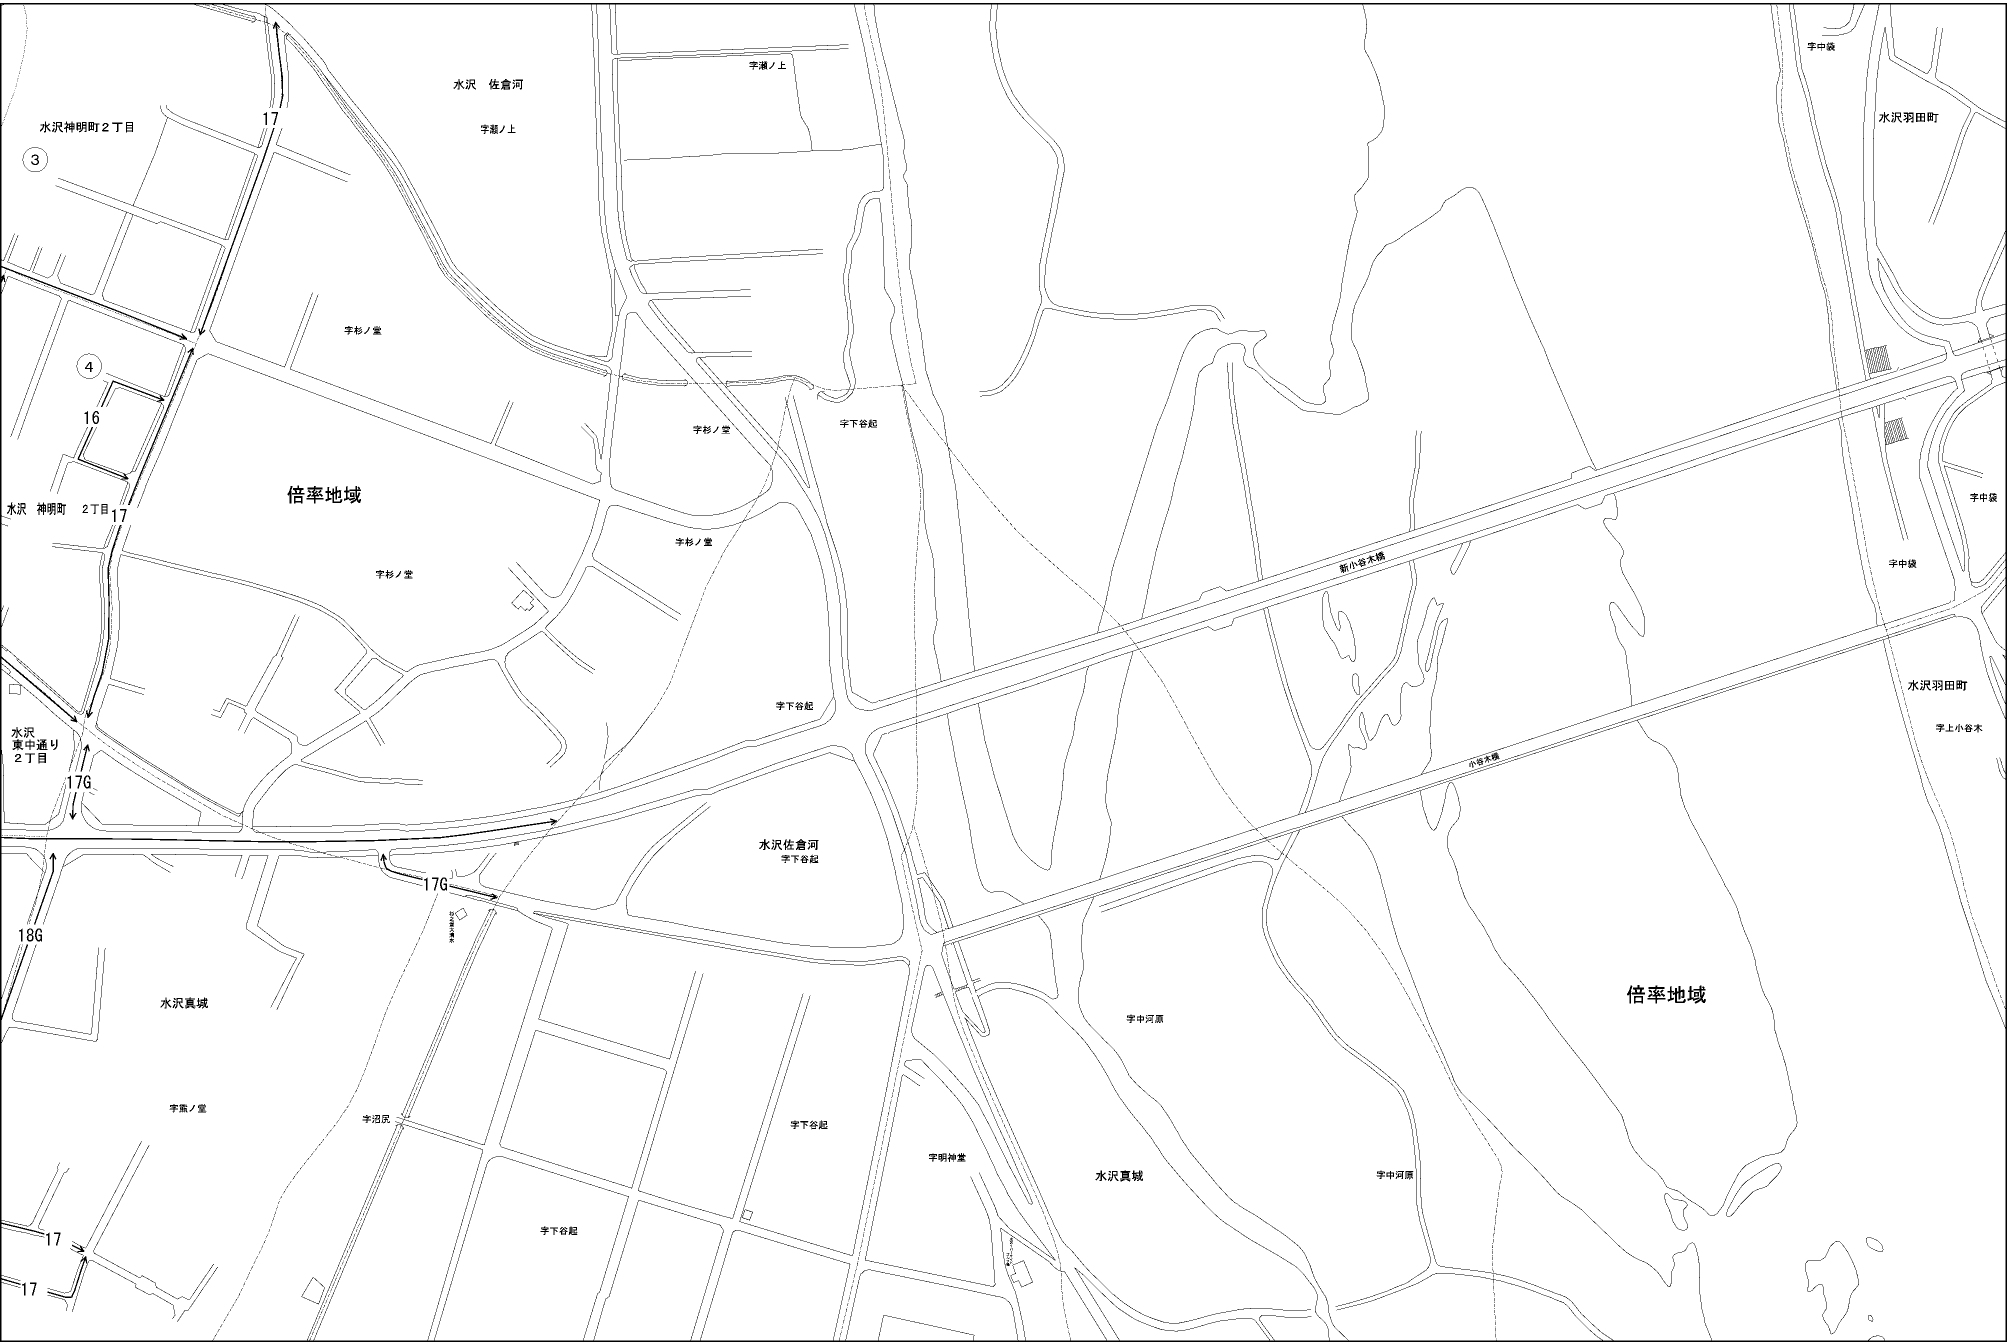 字中袋
字瀬ノ上
水沢 佐倉河
17
水沢羽田町
水沢神明町２丁目
字瀬ノ上
③
字杉ノ堂
④
16
字杉ノ堂
字下谷起
倍率地域
字中袋
水沢 神明町 ２丁目
17
字杉ノ堂
新小谷木橋
字中袋
字杉ノ堂
水沢羽田町
字下谷起
字上小谷木
水沢
東中通り
２丁目
小谷木橋
17G
水沢佐倉河
字下谷起
17G
18G
倍率地域
水沢真城
字中河原
字熊ノ堂
字沼尻
字下谷起
字明神堂
水沢真城
字中河原
字下谷起
17
17